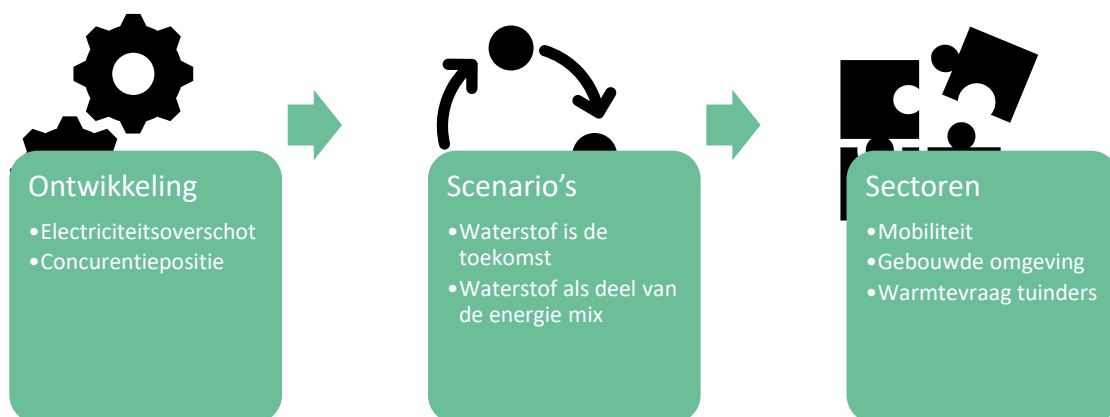 Ontwikkeling
•Electriciteitsoverschot
•Concurentiepositie
Scenario's
•Waterstof is de
toekomst
•Waterstof als deel van
de energie mix
Sectoren
•Mobiliteit
•Gebouwde omgeving
•Warmtevraag tuinders